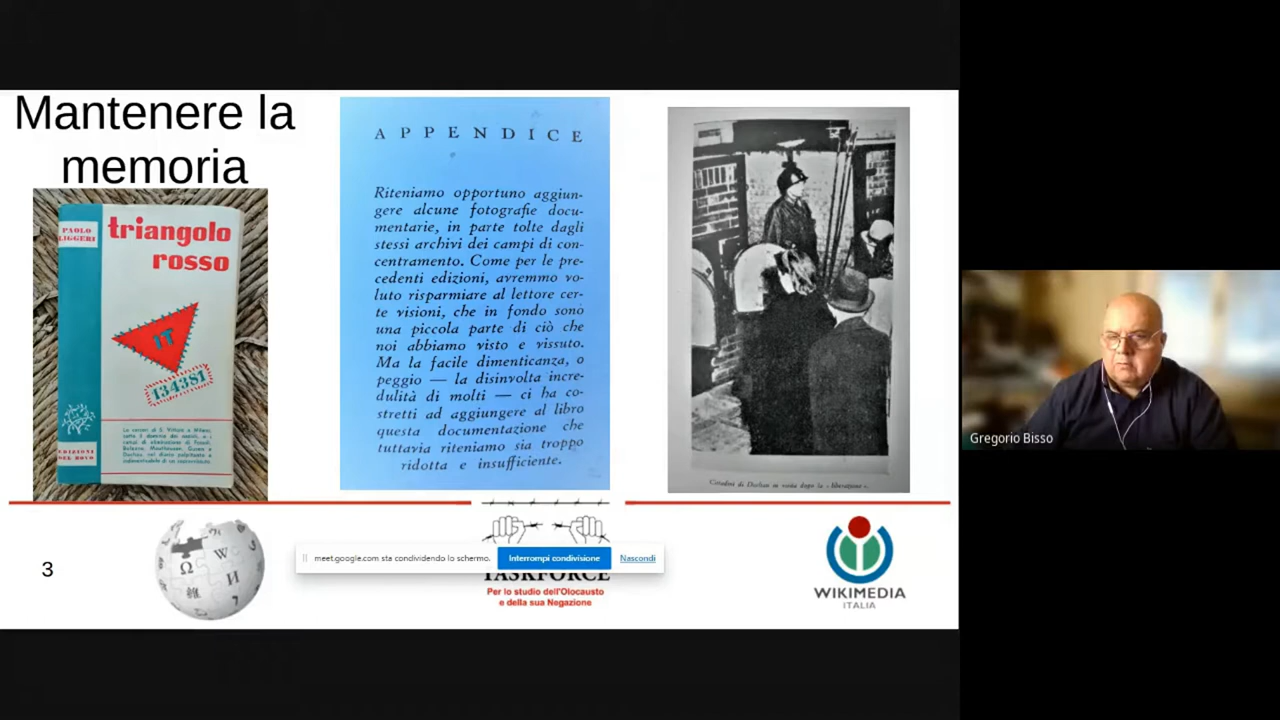 Mantenere la
memoria
PAOLO
LIGGERI
triangolo
rosso
IT
134381
EDIZIONI
DEL BOVO
APPENDICE
Riteniamo opportuno aggiun-
gere alcune fotografie docu-
mentarie, in parte tolte dagli
stessi archivi dei campi di con-
centramento. Come per le pre-
cedenti edizioni, avremmo vo-
luto risparmiare al lettore cer-
te visioni, che in fondo sono
una piccola parte di ciò che
noi abbiamo visto e vissuto.
Ma la facile dimenticanza, o
peggio — la disinvolta incre-
dulità di molti — ci ha co-
stretti ad aggiungere al libro
questa documentazione che
tuttavia riteniamo sia troppo
ridotta e insufficiente.
Cittadini di Dachau in visita dopo la « liberazione ».
3
Ω W И
meet.google.com sta condividendo lo schermo.
Interrompi condivisione
Nascondi
TASKFORCE
Per lo studio dell'Olocausto
e della sua Negazione
WIKIMEDIA
ITALIA
Gregorio Bisso